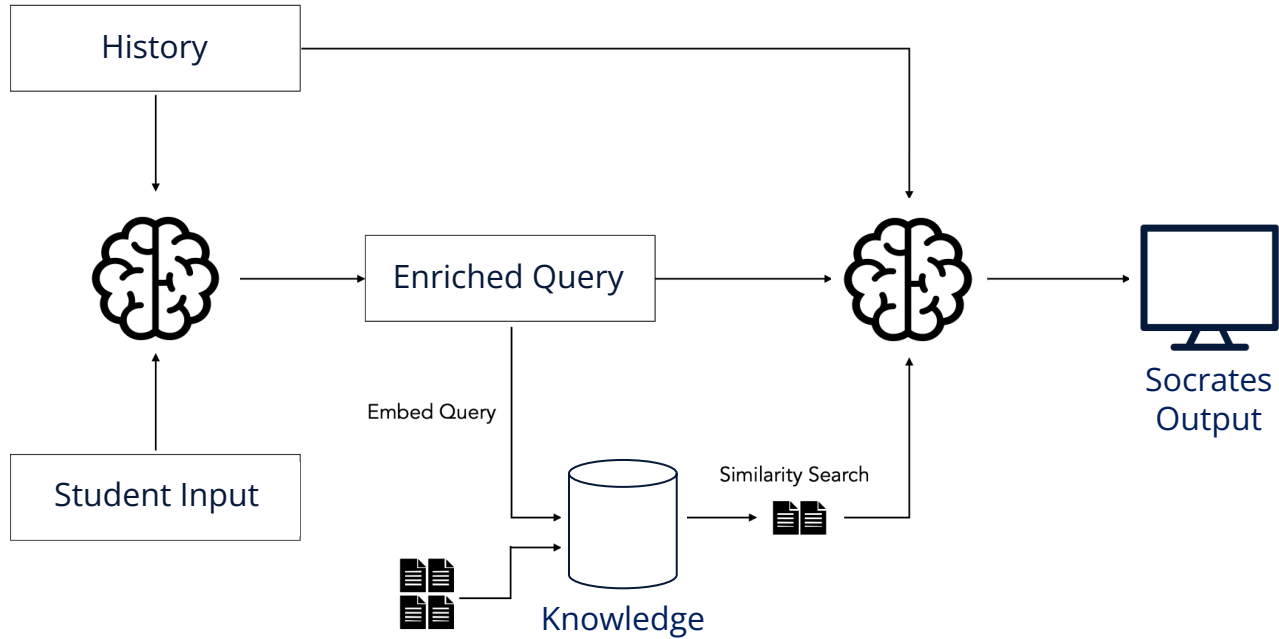 History
Enriched Query
Embed Query
Student Input
Similarity Search
Knowledge
Socrates
Output